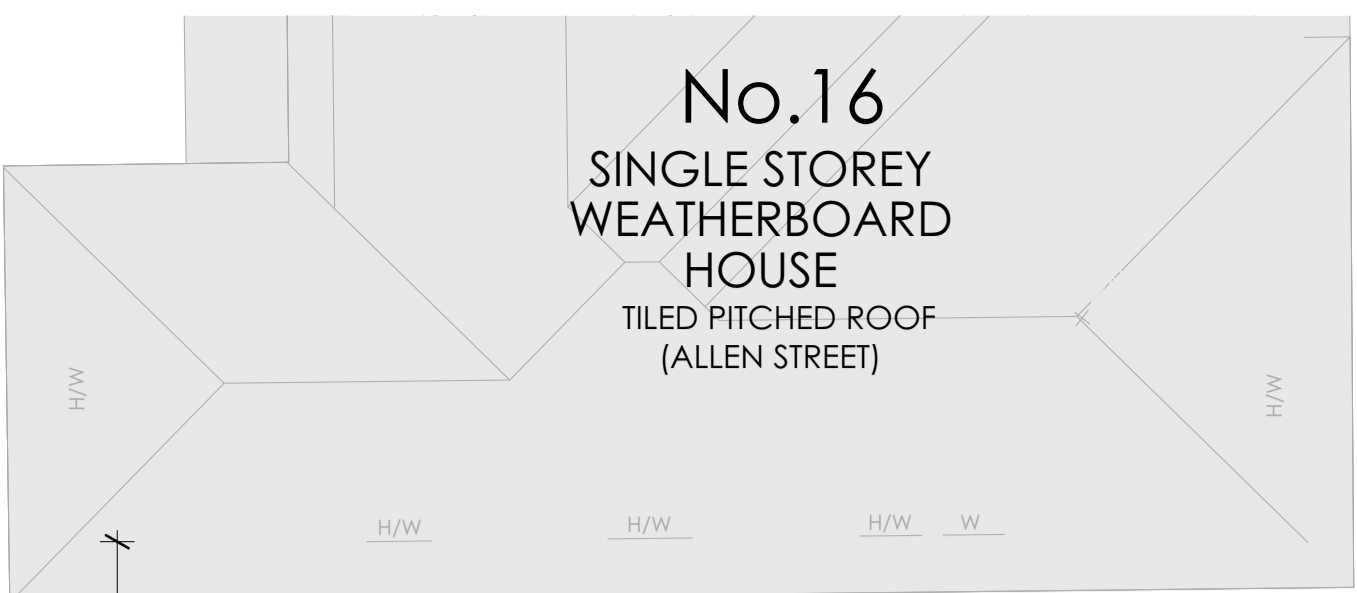 No.16
SINGLE STOREY
WEATHERBOARD
HOUSE
TILED PITCHED ROOF
(ALLEN STREET)
H/W
H/W
H/W
H/W
H/W
W